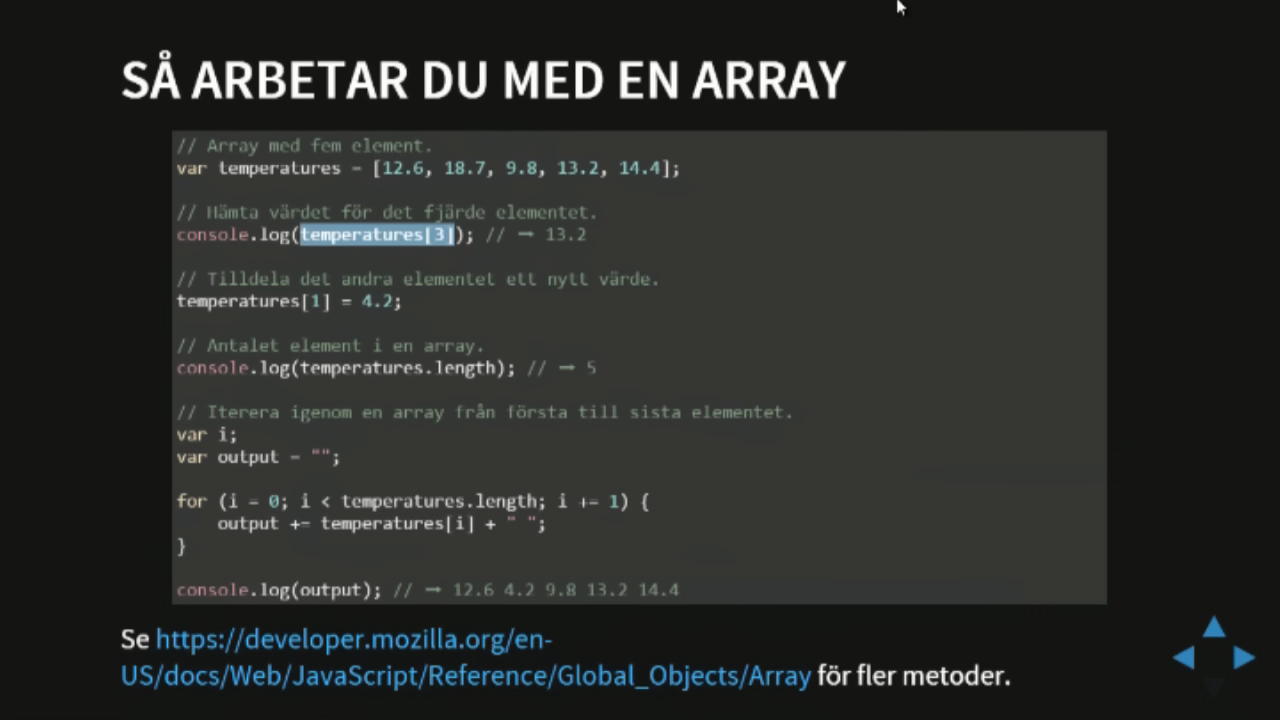 SÅ ARBETAR DU MED EN ARRAY
// Array med fem element.
var temperatures = [12.6, 18.7, 9.8, 13.2, 14.4];
// Hämta värdet för det fjärde elementet.
console.log(temperatures[3]); // → 13.2
// Tilldela det andra elementet ett nytt värde.
temperatures[1] = 4.2;
// Antalet element i en array.
console.log(temperatures.length); // → 5
// Iterera igenom en array från första till sista elementet.
var i;
var output = "";
for (i = 0; i < temperatures.length; i += 1) {
    output += temperatures[i] + " ";
}
console.log(output); // → 12.6 4.2 9.8 13.2 14.4
Se https://developer.mozilla.org/en-
US/docs/Web/JavaScript/Reference/Global_Objects/Array för fler metoder.